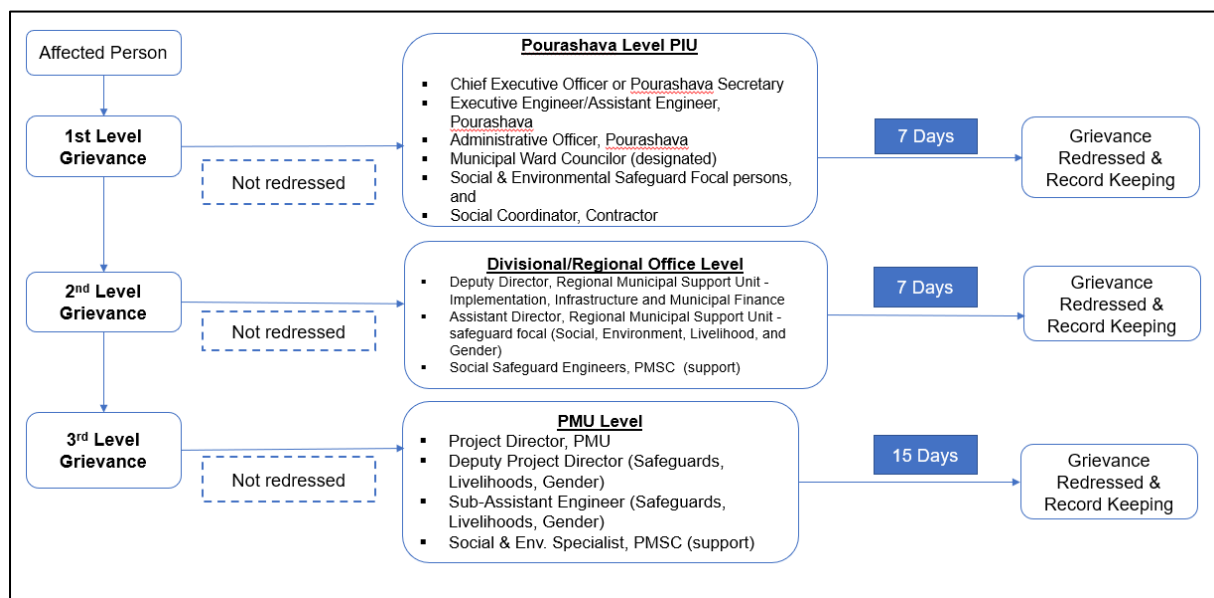 Affected Person
1st Level
Grievance
Not redressed
Pourashava Level PIU
▪ Chief Executive Officer or Pourashava Secretary
▪ Executive Engineer/Assistant Engineer,
Pourashava
▪ Administrative Officer, Pourashava
▪ Municipal Ward Councilor (designated)
▪ Social & Environmental Safeguard Focal persons,
and
▪ Social Coordinator, Contractor
7 Days
Grievance
Redressed &
Record Keeping
2nd Level
Grievance
Not redressed
Divisional/Regional Office Level
▪ Deputy Director, Regional Municipal Support Unit -
Implementation, Infrastructure and Municipal Finance
▪ Assistant Director, Regional Municipal Support Unit -
safeguard focal (Social, Environment, Livelihood, and
Gender)
▪ Social Safeguard Engineers, PMSC (support)
7 Days
Grievance
Redressed &
Record Keeping
3rd Level
Grievance
Not redressed
PMU Level
▪ Project Director, PMU
▪ Deputy Project Director (Safeguards,
Livelihoods, Gender)
▪ Sub-Assistant Engineer (Safeguards,
Livelihoods, Gender)
▪ Social & Env. Specialist, PMSC (support)
15 Days
Grievance
Redressed &
Record Keeping